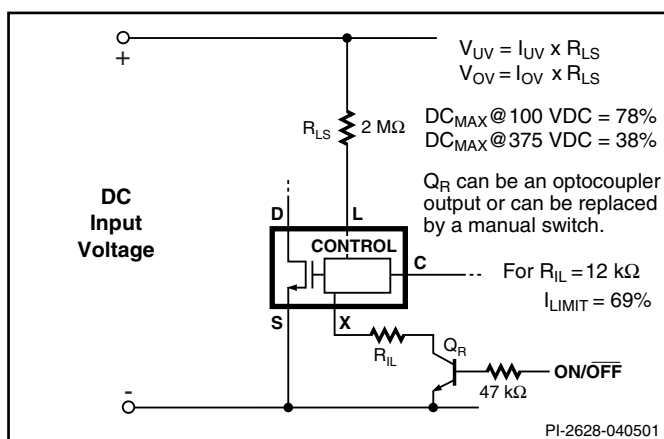 +
V_UV = I_UV x R_LS
V_OV = I_OV x R_LS
R_LS
2 MΩ
DC_MAX@100 VDC = 78%
DC_MAX@375 VDC = 38%
DC
Input
Voltage
Q_R can be an optocoupler
output or can be replaced
by a manual switch.
D
L
CONTROL
C
For R_IL = 12 kΩ
I_LIMIT = 69%
S
X
R_IL
Q_R
ON/O̅F̅F̅
47 kΩ
-
PI-2628-040501